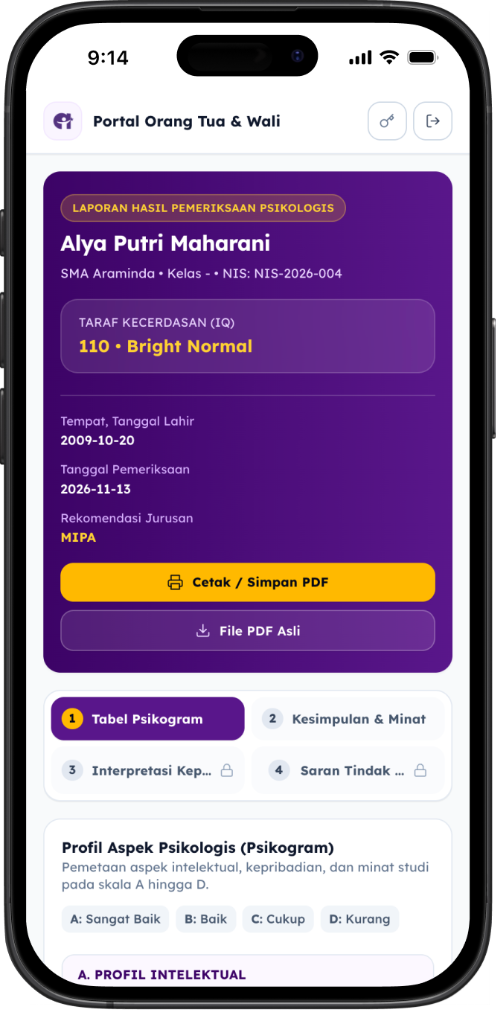 9:14
Portal Orang Tua & Wali
LAPORAN HASIL PEMERIKSAAN PSIKOLOGIS
Alya Putri Maharani
SMA Araminda • Kelas - • NIS: NIS-2026-004
TARAF KECERDASAN (IQ)
110 • Bright Normal
Tempat, Tanggal Lahir
2009-10-20
Tanggal Pemeriksaan
2026-11-13
Rekomendasi Jurusan
MIPA
Cetak / Simpan PDF
File PDF Asli
1 Tabel Psikogram
2 Kesimpulan & Minat
3 Interpretasi Kep...
4 Saran Tindak ...
Profil Aspek Psikologis (Psikogram)
Pemetaan aspek intelektual, kepribadian, dan minat studi
pada skala A hingga D.
A: Sangat Baik B: Baik C: Cukup D: Kurang
A. PROFIL INTELEKTUAL